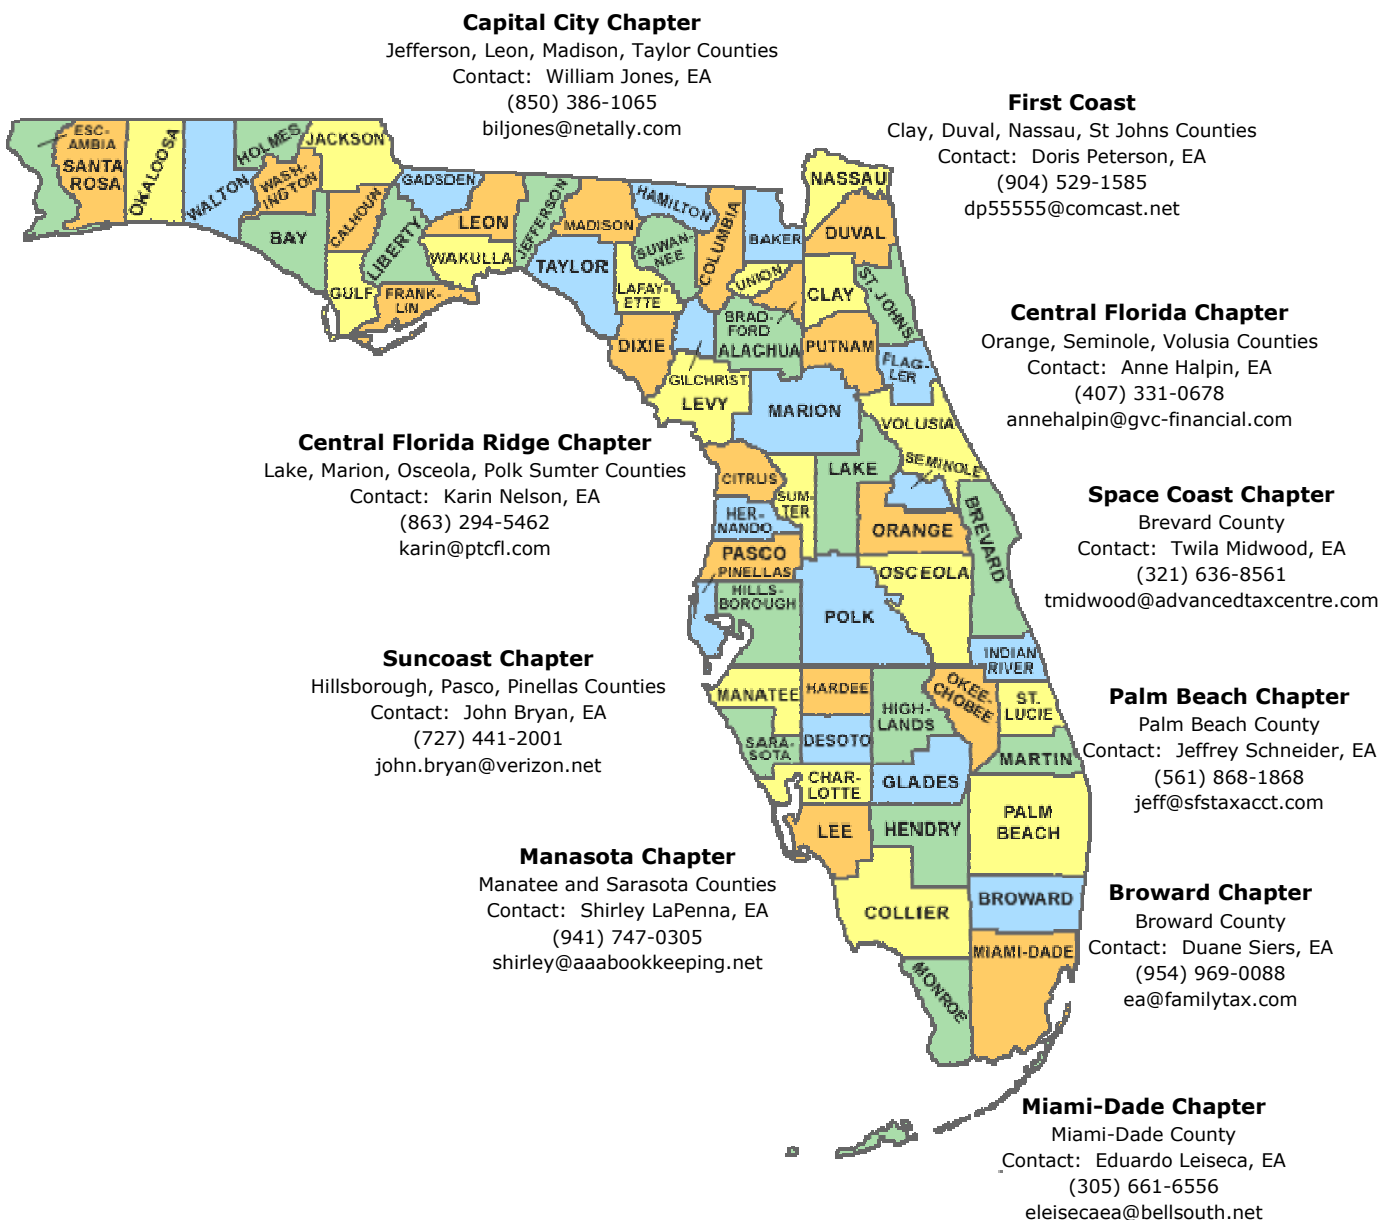 Capital City Chapter
Jefferson, Leon, Madison, Taylor Counties
Contact:  William Jones, EA
(850) 386-1065
biljones@netally.com
First Coast
Clay, Duval, Nassau, St Johns Counties
Contact:  Doris Peterson, EA
(904) 529-1585
dp55555@comcast.net
Central Florida Chapter
Orange, Seminole, Volusia Counties
Contact:  Anne Halpin, EA
(407) 331-0678
annehalpin@gvc-financial.com
Central Florida Ridge Chapter
Lake, Marion, Osceola, Polk Sumter Counties
Contact:  Karin Nelson, EA
(863) 294-5462
karin@ptcfl.com
Space Coast Chapter
Brevard County
Contact:  Twila Midwood, EA
(321) 636-8561
tmidwood@advancedtaxcentre.com
Suncoast Chapter
Hillsborough, Pasco, Pinellas Counties
Contact:  John Bryan, EA
(727) 441-2001
john.bryan@verizon.net
Palm Beach Chapter
Palm Beach County
Contact:  Jeffrey Schneider, EA
(561) 868-1868
jeff@sfstaxacct.com
Manasota Chapter
Manatee and Sarasota Counties
Contact:  Shirley LaPenna, EA
(941) 747-0305
shirley@aaabookkeeping.net
Broward Chapter
Broward County
Contact:  Duane Siers, EA
(954) 969-0088
ea@familytax.com
Miami-Dade Chapter
Miami-Dade County
Contact:  Eduardo Leiseca, EA
(305) 661-6556
eleisecaea@bellsouth.net
ESC-
AMBIA
SANTA
ROSA
OKALOOSA
WALTON
HOLMES
JACKSON
WASH-
INGTON
BAY
CALHOUN
GULF
LIBERTY
GADSDEN
FRANK-
LIN
LEON
WAKULLA
JEFFERSON
MADISON
TAYLOR
HAMILTON
SUWAN-
NEE
LAFAY-
ETTE
DIXIE
COLUMBIA
BAKER
UNION
BRAD-
FORD
ALACHUA
GILCHRIST
LEVY
NASSAU
DUVAL
CLAY
ST. JOHNS
PUTNAM
FLAG-
LER
MARION
VOLUSIA
CITRUS
SUM-
TER
LAKE
SEMINOLE
HER-
NANDO
ORANGE
BREVARD
PASCO
PINELLAS
HILLS-
BOROUGH
POLK
OSCEOLA
INDIAN
RIVER
MANATEE
HARDEE
HIGH-
LANDS
OKEE-
CHOBEE
ST.
LUCIE
SARA-
SOTA
DESOTO
MARTIN
CHAR-
LOTTE
GLADES
LEE
HENDRY
PALM
BEACH
COLLIER
BROWARD
MIAMI-DADE
MONROE